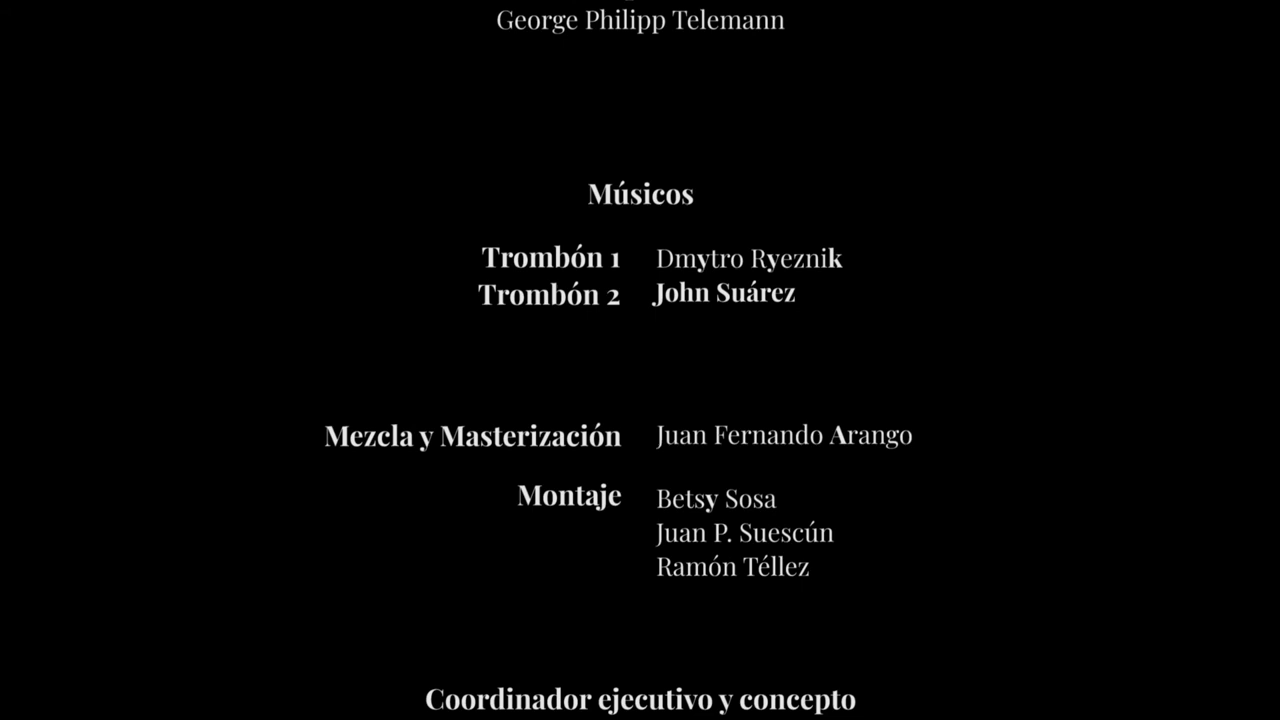 George Philipp Telemann
Músicos
Trombón 1 Dmytro Ryeznik
Trombón 2 John Suárez
Mezcla y Masterización Juan Fernando Arango
Montaje Betsy Sosa
Juan P. Suescún
Ramón Téllez
Coordinador ejecutivo y concepto